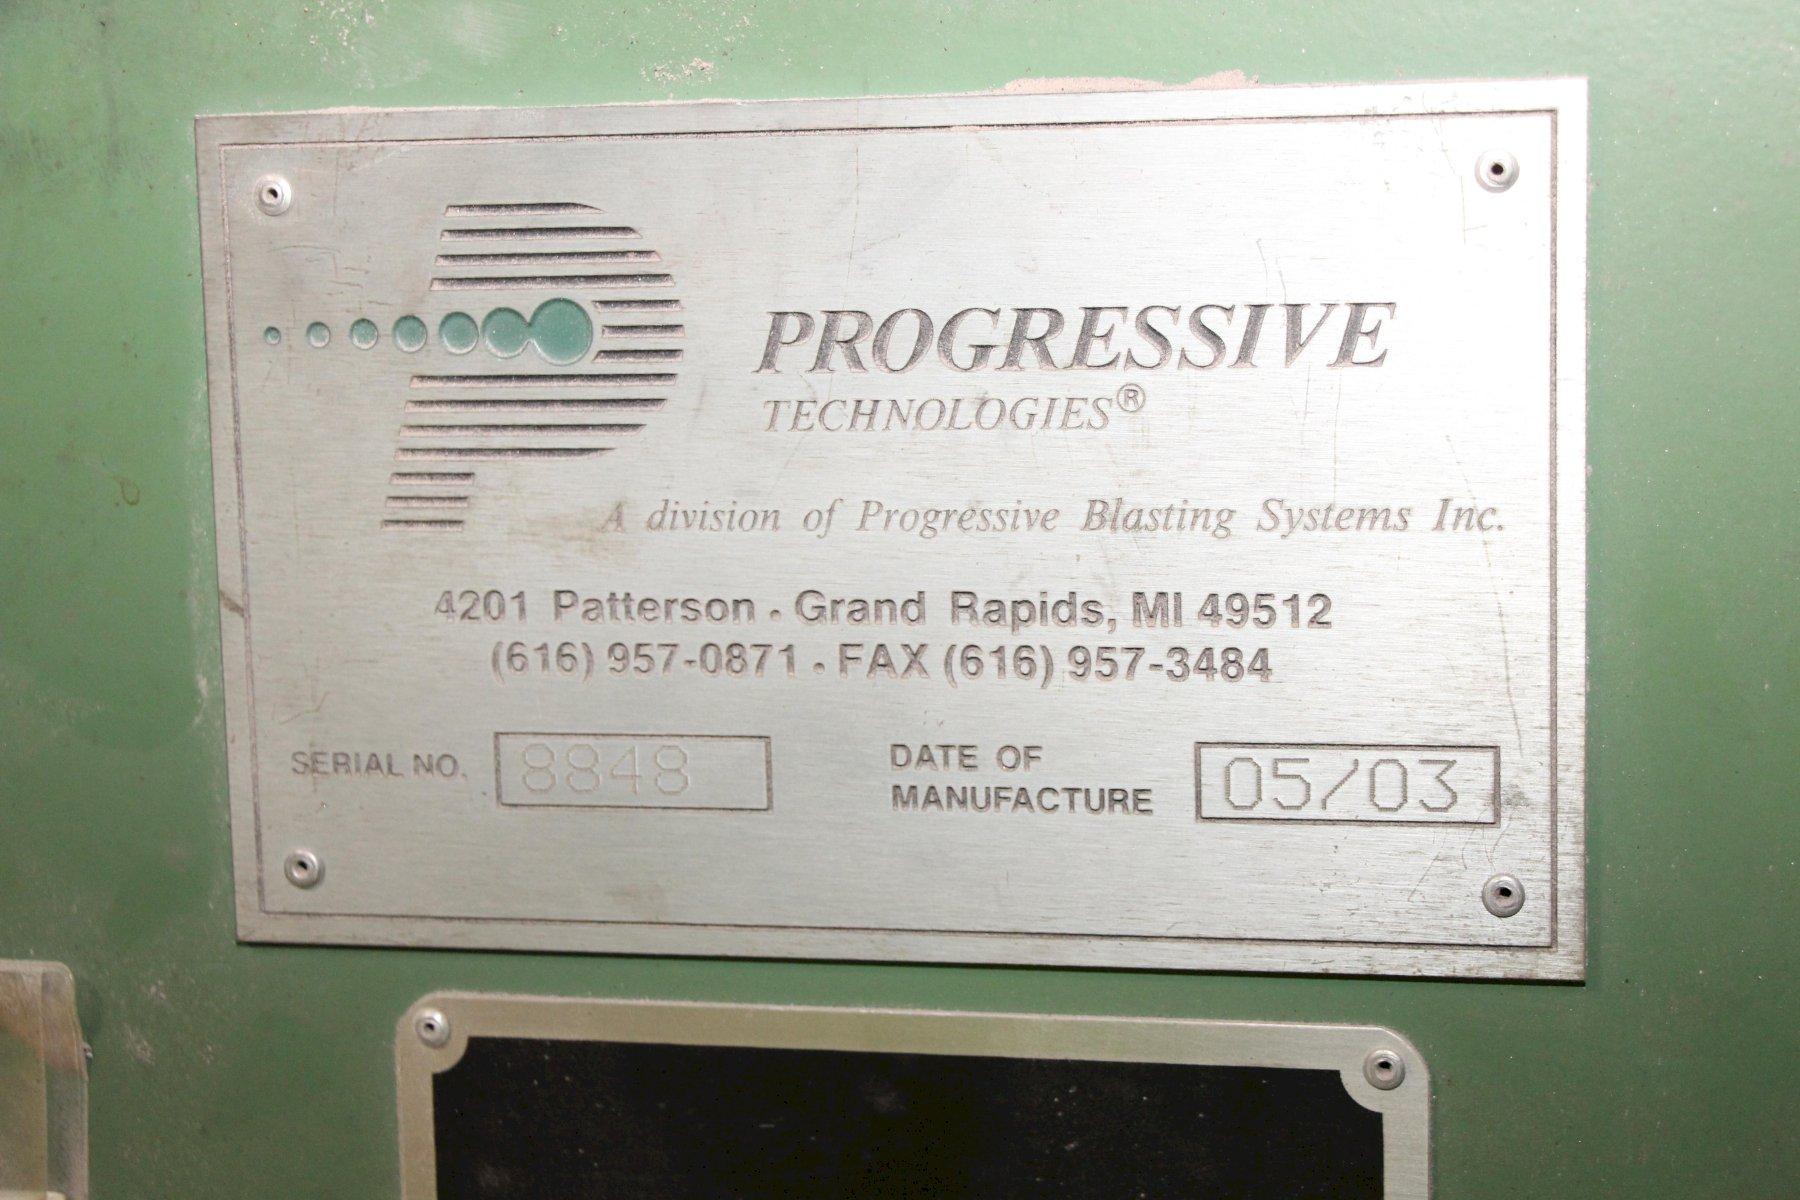 PROGRESSIVE
TECHNOLOGIES®
A division of Progressive Blasting Systems Inc.
4201 Patterson • Grand Rapids, MI 49512
(616) 957-0871 • FAX (616) 957-3484
SERIAL NO. 8848
DATE OF MANUFACTURE 05/03